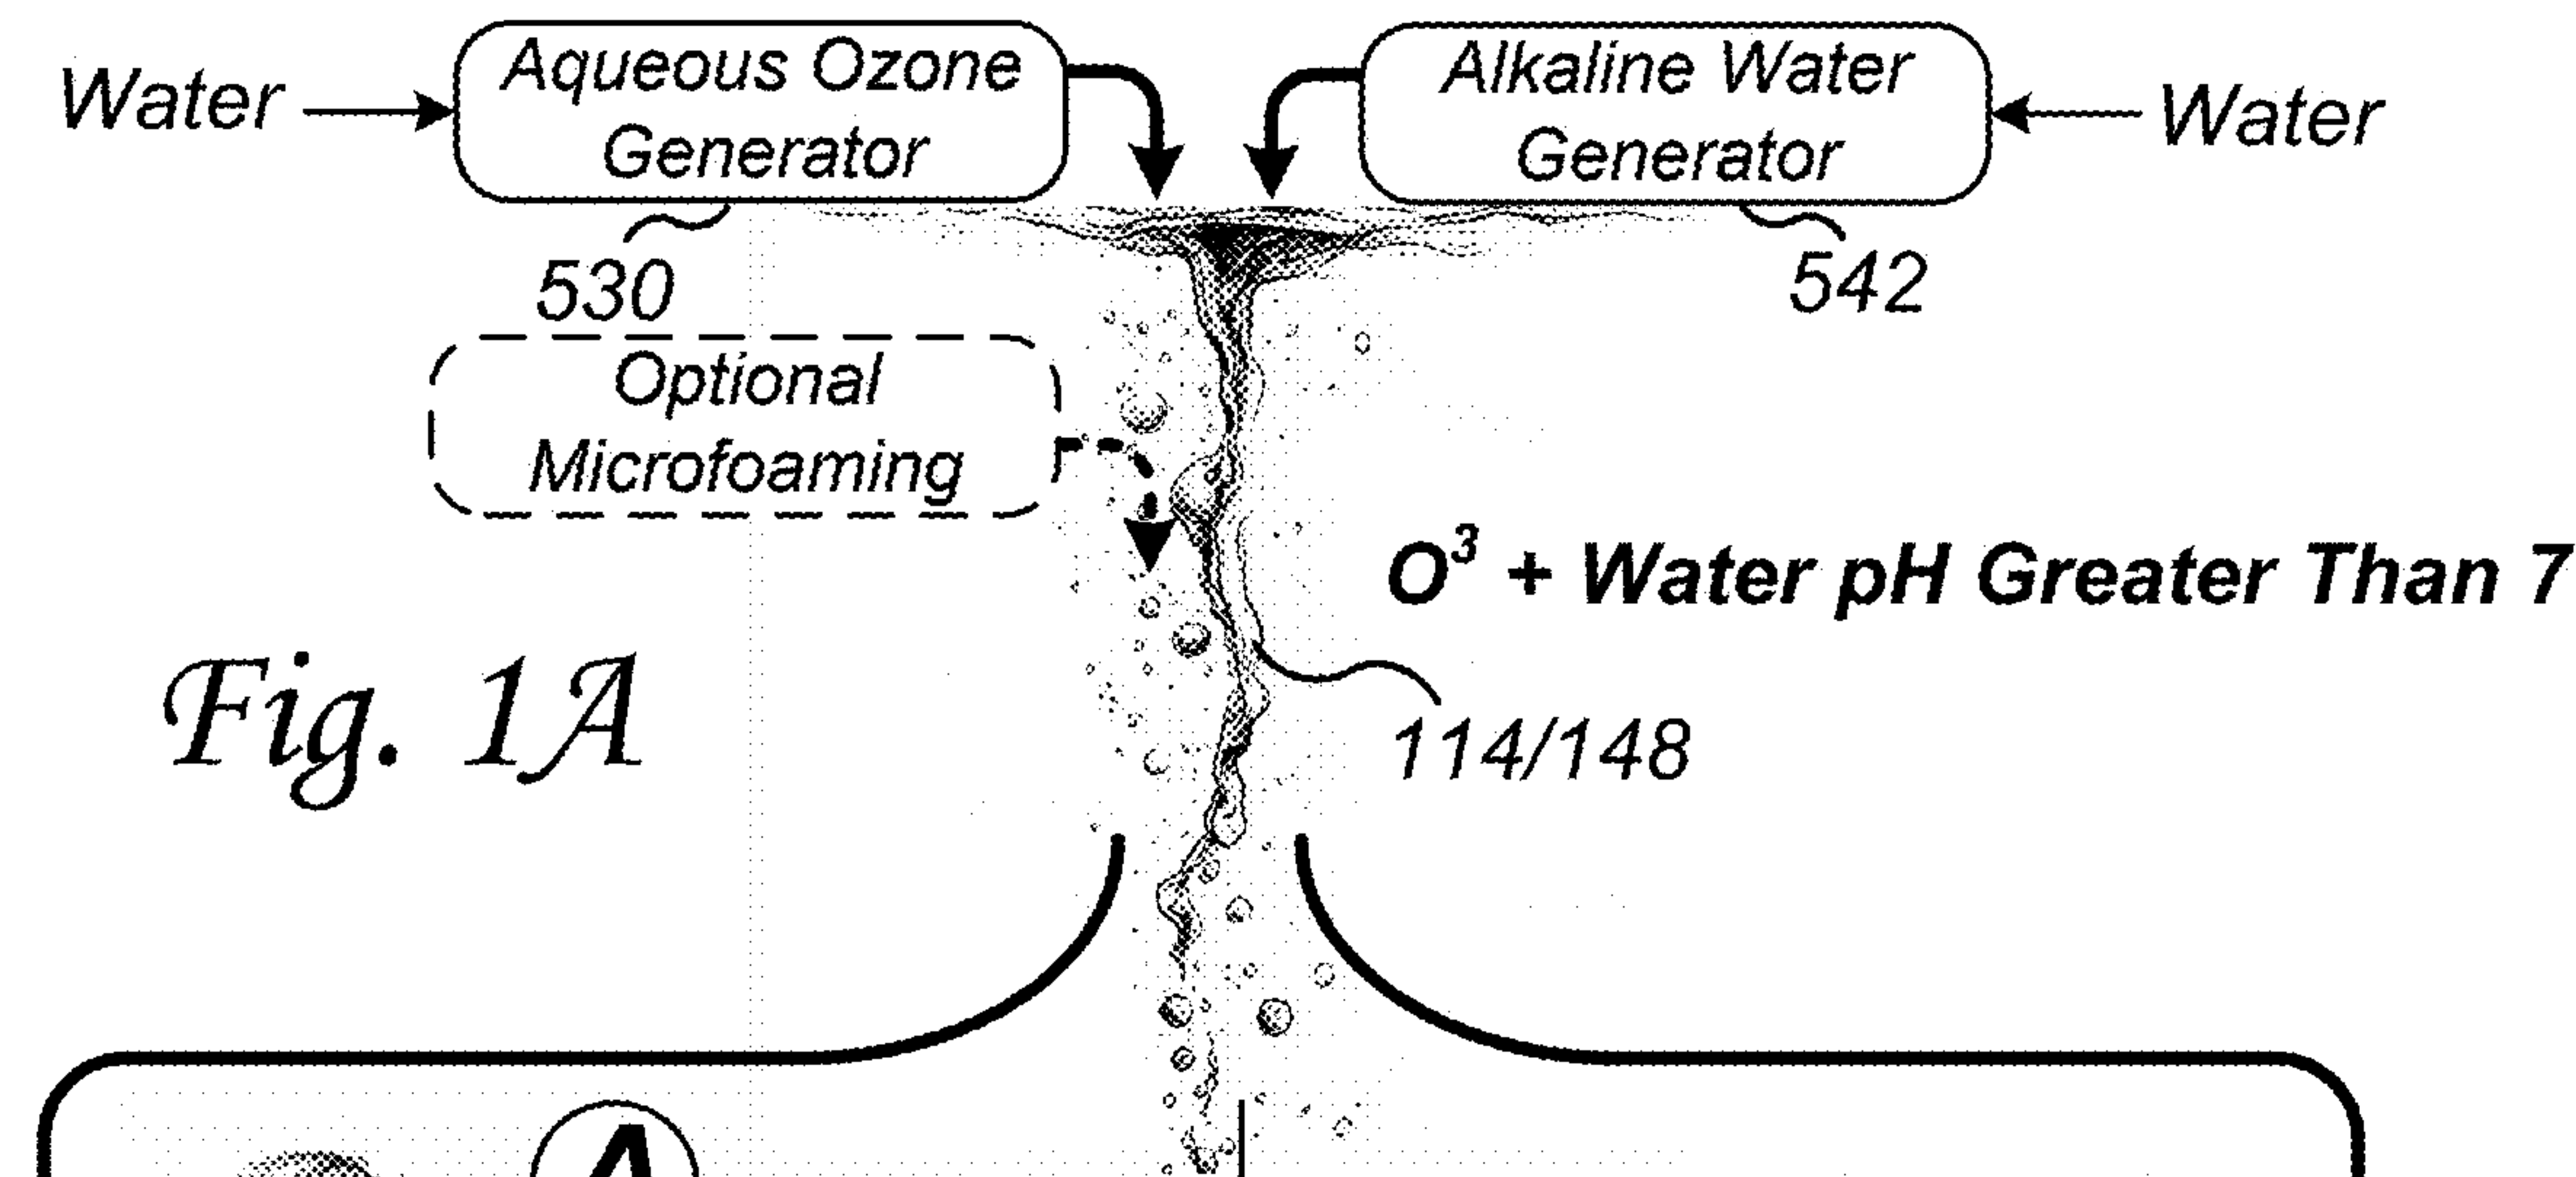 Water
Aqueous Ozone
Generator
Alkaline Water
Generator
Water
530
542
Optional
Microfoaming
O³ + Water pH Greater Than 7
Fig. 1A
114/148
A